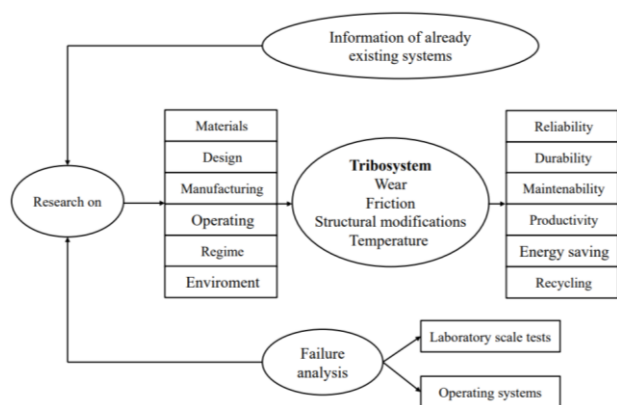 Information of already
existing systems
Research on
Materials
Design
Manufacturing
Operating
Regime
Enviroment
Tribosystem
Wear
Friction
Structural modifications
Temperature
Reliability
Durability
Maintenability
Productivity
Energy saving
Recycling
Failure
analysis
Laboratory scale tests
Operating systems